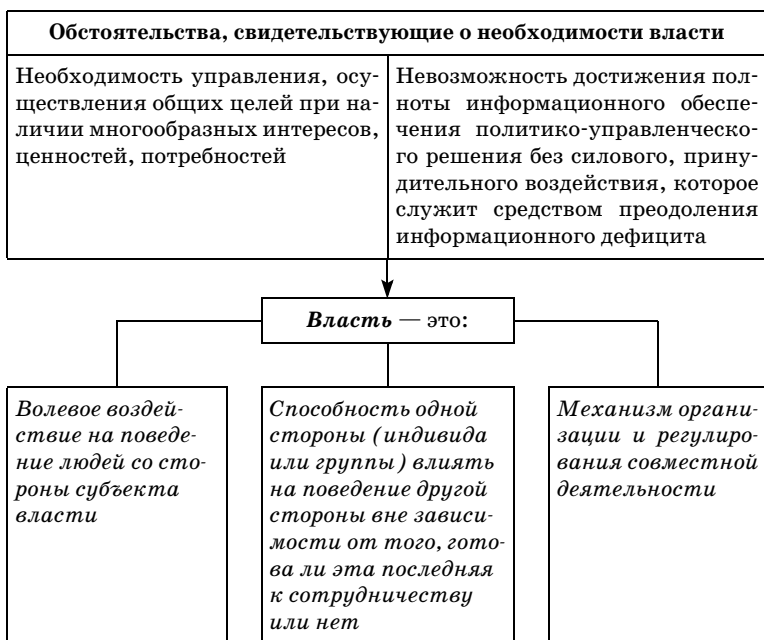 Обстоятельства, свидетельствующие о необходимости власти
Необходимость управления, осу-
ществления общих целей при на-
личии многообразных интересов,
ценностей, потребностей
Невозможность достижения пол-
ноты информационного обеспе-
чения политико-управленческо-
го решения без силового, прину-
дительного воздействия, которое
служит средством преодоления
информационного дефицита
Власть — это:
Волевое воздей-
ствие на поведе-
ние людей со сто-
роны субъекта
власти
Способность одной
стороны (индивида
или группы) влиять
на поведение другой
стороны вне зависи-
мости от того, гото-
ва ли эта последняя
к сотрудничеству
или нет
Механизм органи-
зации и регулиро-
вания совместной
деятельности